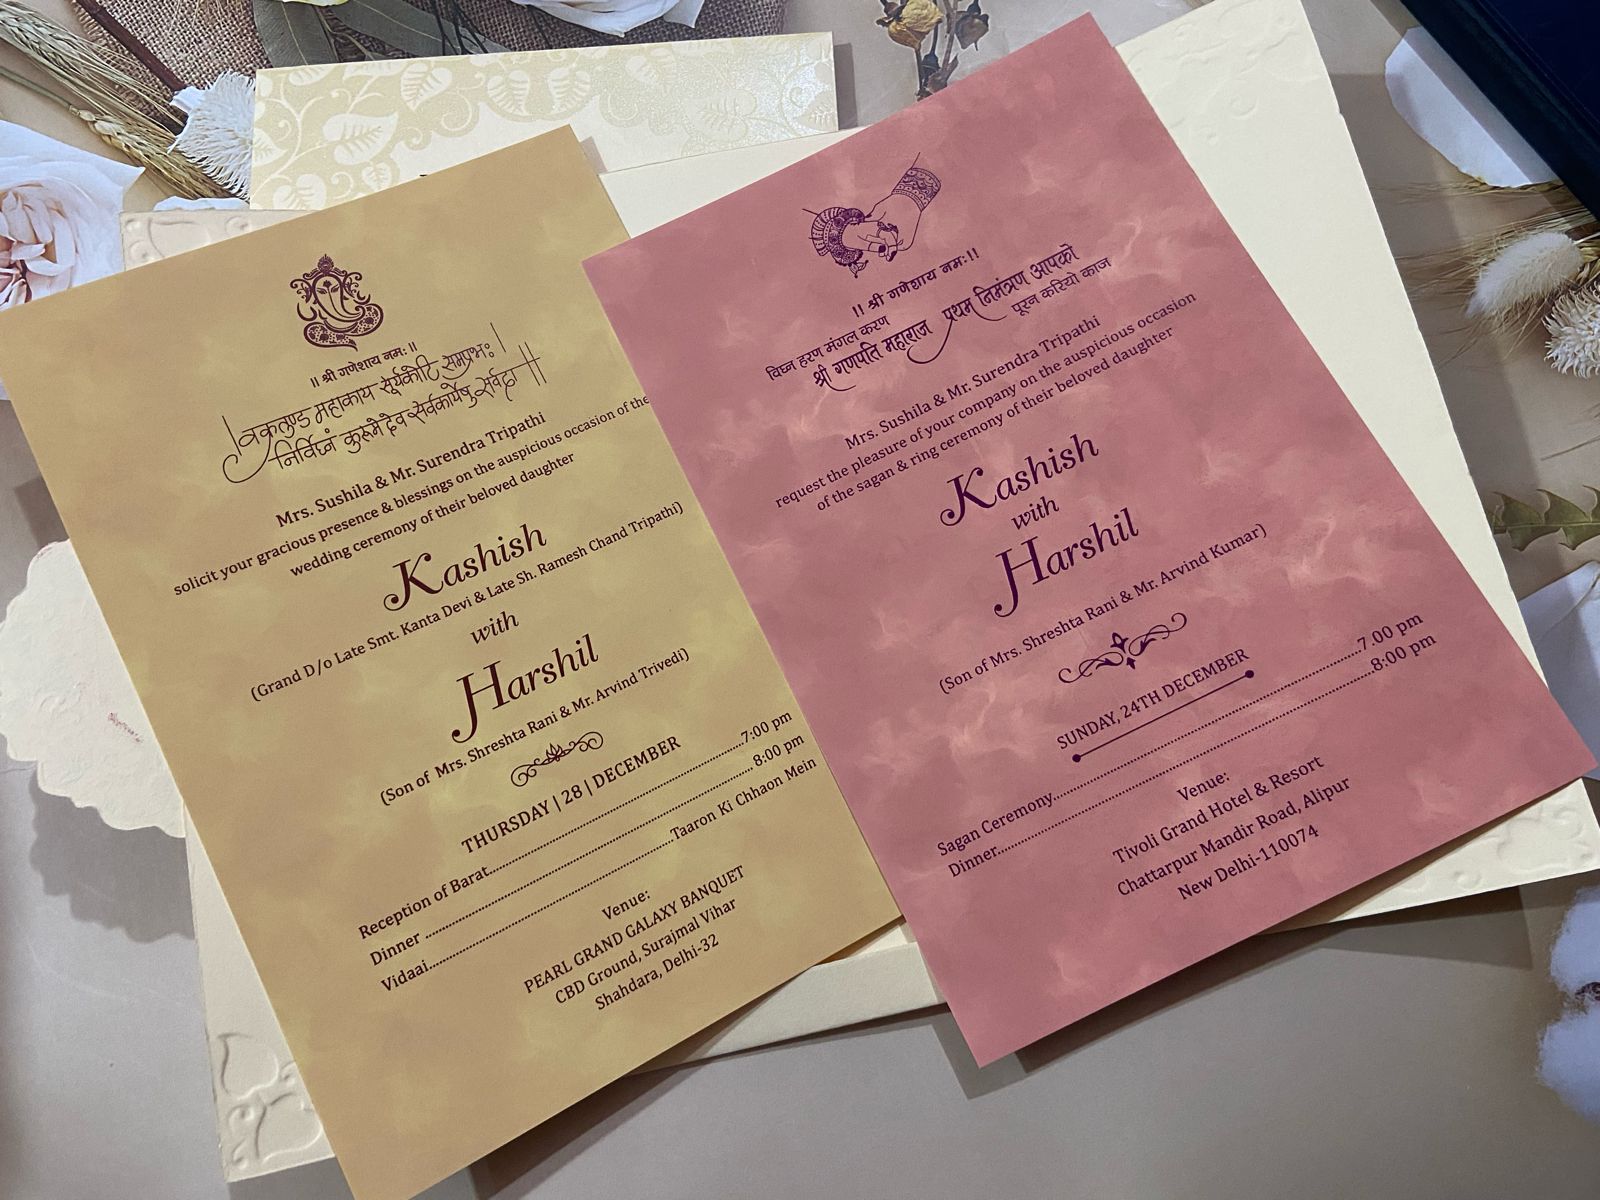 ॥ श्री गणेशाय नमः ॥
। वक्रतुण्ड महाकाय सूर्यकोटि समप्रभः ।
निर्विघ्नं कुरूमे देव सर्वकार्येषु सर्वदा ॥
Mrs. Sushila & Mr. Surendra Tripathi
solicit your gracious presence & blessings on the auspicious occasion of the
wedding ceremony of their beloved daughter
Kashish
(Grand D/o Late Smt. Kanta Devi & Late Sh. Ramesh Chand Tripathi)
with
Harshil
(Son of Mrs. Shreshta Rani & Mr. Arvind Trivedi)
THURSDAY | 28 | DECEMBER
Reception of Barat..............................................7:00 pm
Dinner ............................................................8:00 pm
Vidaai.............................................Taaron Ki Chhaon Mein
Venue:
PEARL GRAND GALAXY BANQUET
CBD Ground, Surajmal Vihar
Shahdara, Delhi-32
।। श्री गणेशाय नमः।।
विघ्न हरण मंगल करण
श्री गणपति महाराज
प्रथम निमंत्रण आपको
पूरन करियो काज
Mrs. Sushila & Mr. Surendra Tripathi
request the pleasure of your company on the auspicious occasion
of the sagan & ring ceremony of their beloved daughter
Kashish
with
Harshil
(Son of Mrs. Shreshta Rani & Mr. Arvind Kumar)
SUNDAY, 24TH DECEMBER
Sagan Ceremony..........................................................7.00 pm
Dinner.....................................................................8:00 pm
Venue:
Tivoli Grand Hotel & Resort
Chattarpur Mandir Road, Alipur
New Delhi-110074